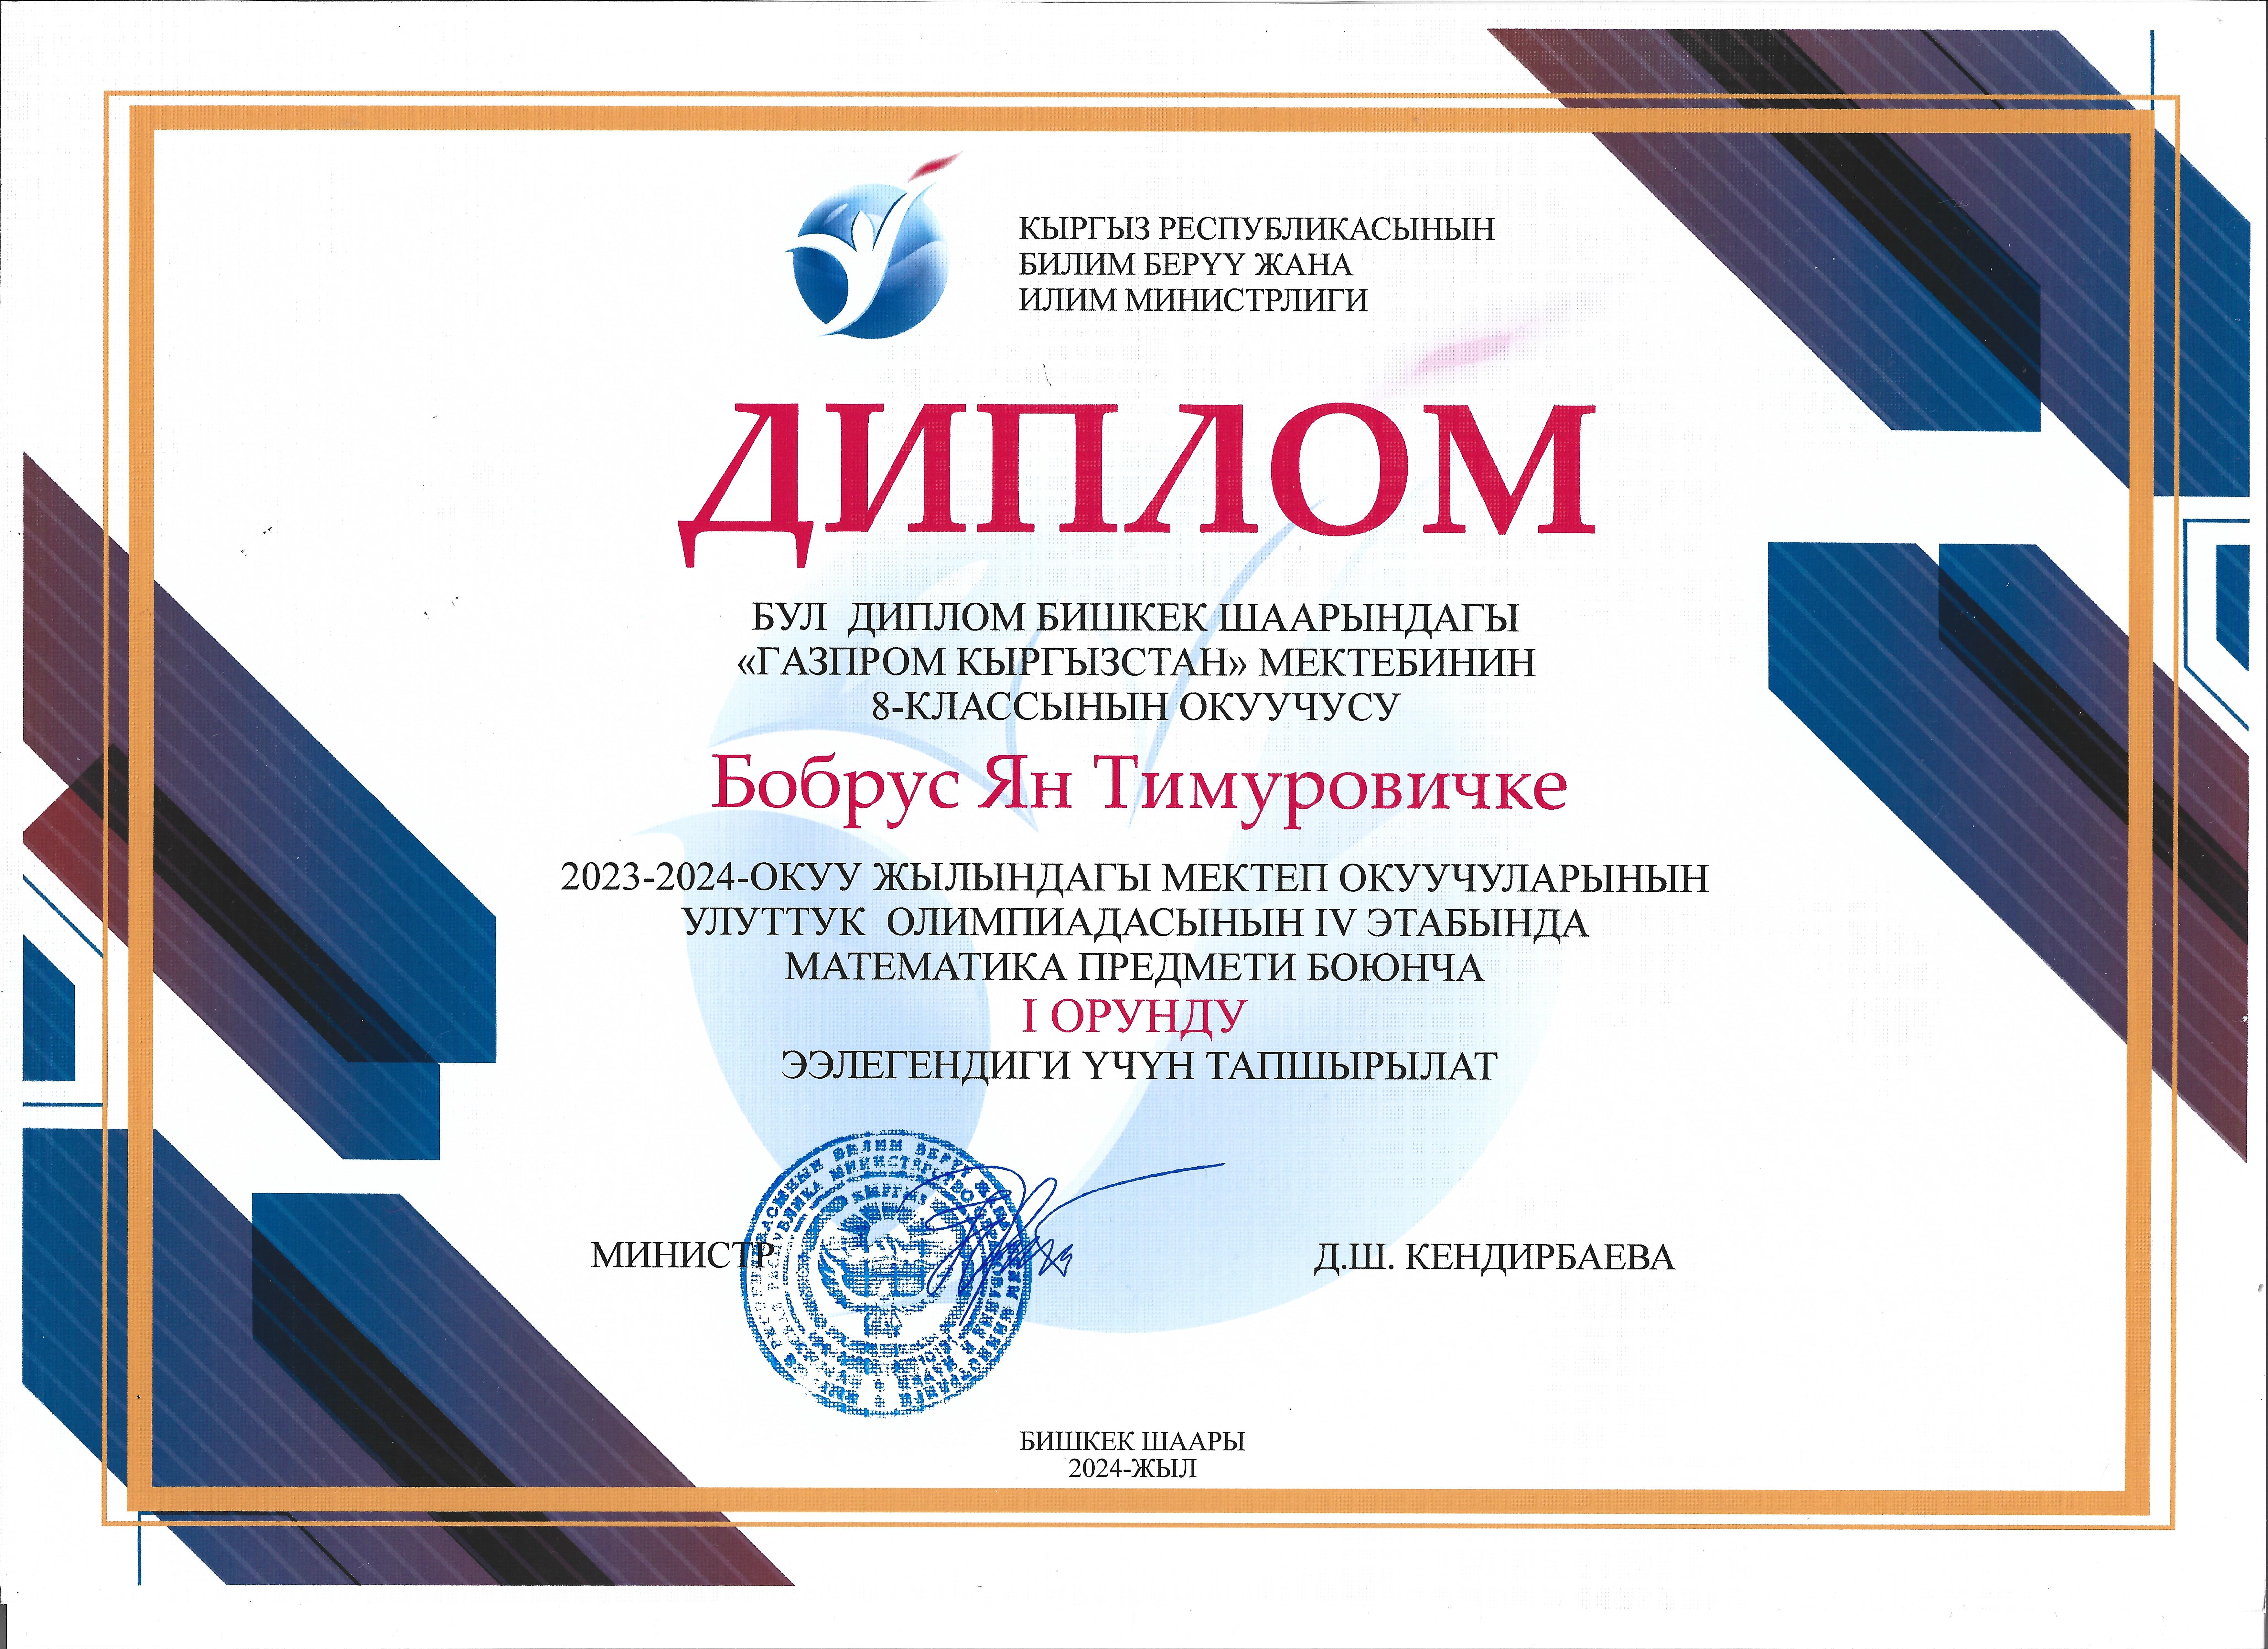 КЫРГЫЗ РЕСПУБЛИКАСЫНЫН
БИЛИМ БЕРҮҮ ЖАНА
ИЛИМ МИНИСТРЛИГИ
ДИПЛОМ
БУЛ ДИПЛОМ БИШКЕК ШААРЫНДАГЫ
«ГАЗПРОМ КЫРГЫЗСТАН» МЕКТЕБИНИН
8-КЛАССЫНЫН ОКУУЧУСУ
Бобрус Ян Тимуровичке
2023-2024-ОКУУ ЖЫЛЫНДАГЫ МЕКТЕП ОКУУЧУЛАРЫНЫН
УЛУТТУК ОЛИМПИАДАСЫНЫН IV ЭТАБЫНДА
МАТЕМАТИКА ПРЕДМЕТИ БОЮНЧА
I ОРУНДУ
ЭЭЛЕГЕНДИГИ ҮЧҮН ТАПШЫРЫЛАТ
МИНИСТР
Д.Ш. КЕНДИРБАЕВА
БИШКЕК ШААРЫ
2024-ЖЫЛ